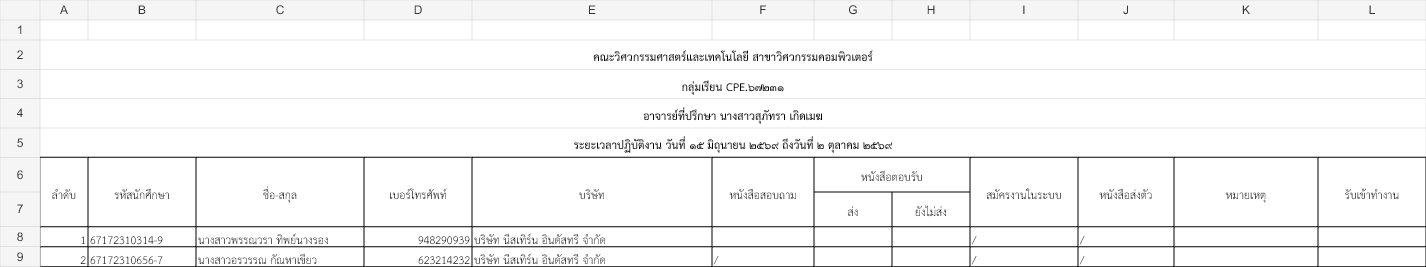 A B C D E F G H I J K L
1
2 คณะวิศวกรรมศาสตร์และเทคโนโลยี สาขาวิศวกรรมคอมพิวเตอร์
3 กลุ่มเรียน CPE.๖๗๒๓๑
4 อาจารย์ที่ปรึกษา นางสาวสุภัทรา เกิดเมฆ
5 ระยะเวลาปฏิบัติงาน วันที่ ๑๕ มิถุนายน ๒๕๖๙ ถึงวันที่ ๒ ตุลาคม ๒๕๖๙
6 ลำดับ รหัสนักศึกษา ชื่อ-สกุล เบอร์โทรศัพท์ บริษัท หนังสือสอบถาม หนังสือตอบรับ สมัครงานในระบบ หนังสือส่งตัว หมายเหตุ รับเข้าทำงาน
7 ส่ง ยังไม่ส่ง
8 1 67172310314-9 นางสาวพรรณวรา ทิพย์นางรอง 948290939 บริษัท นีสเทิร์น อินดัสทรี จำกัด / /
9 2 67172310656-7 นางสาวอรวรรณ กัณหาเขียว 623214232 บริษัท นีสเทิร์น อินดัสทรี จำกัด / / /